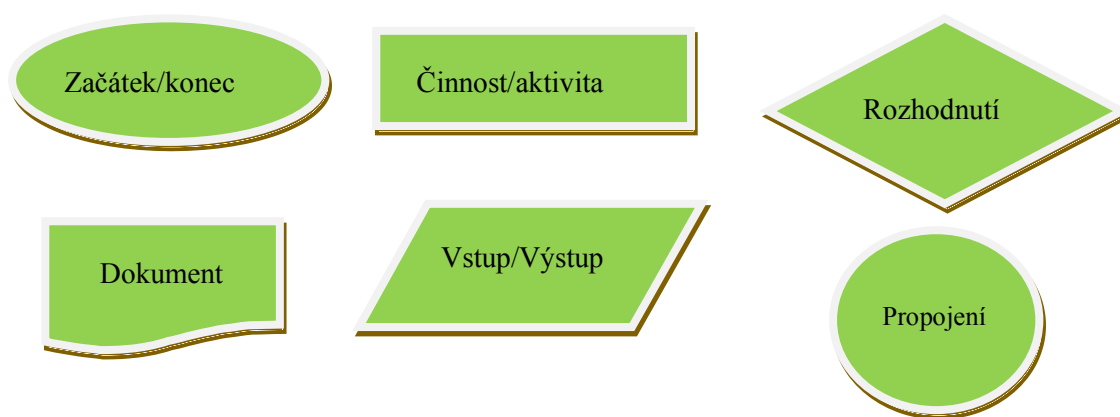 Začátek/konec
Činnost/aktivita
Rozhodnutí
Dokument
Vstup/Výstup
Propojení